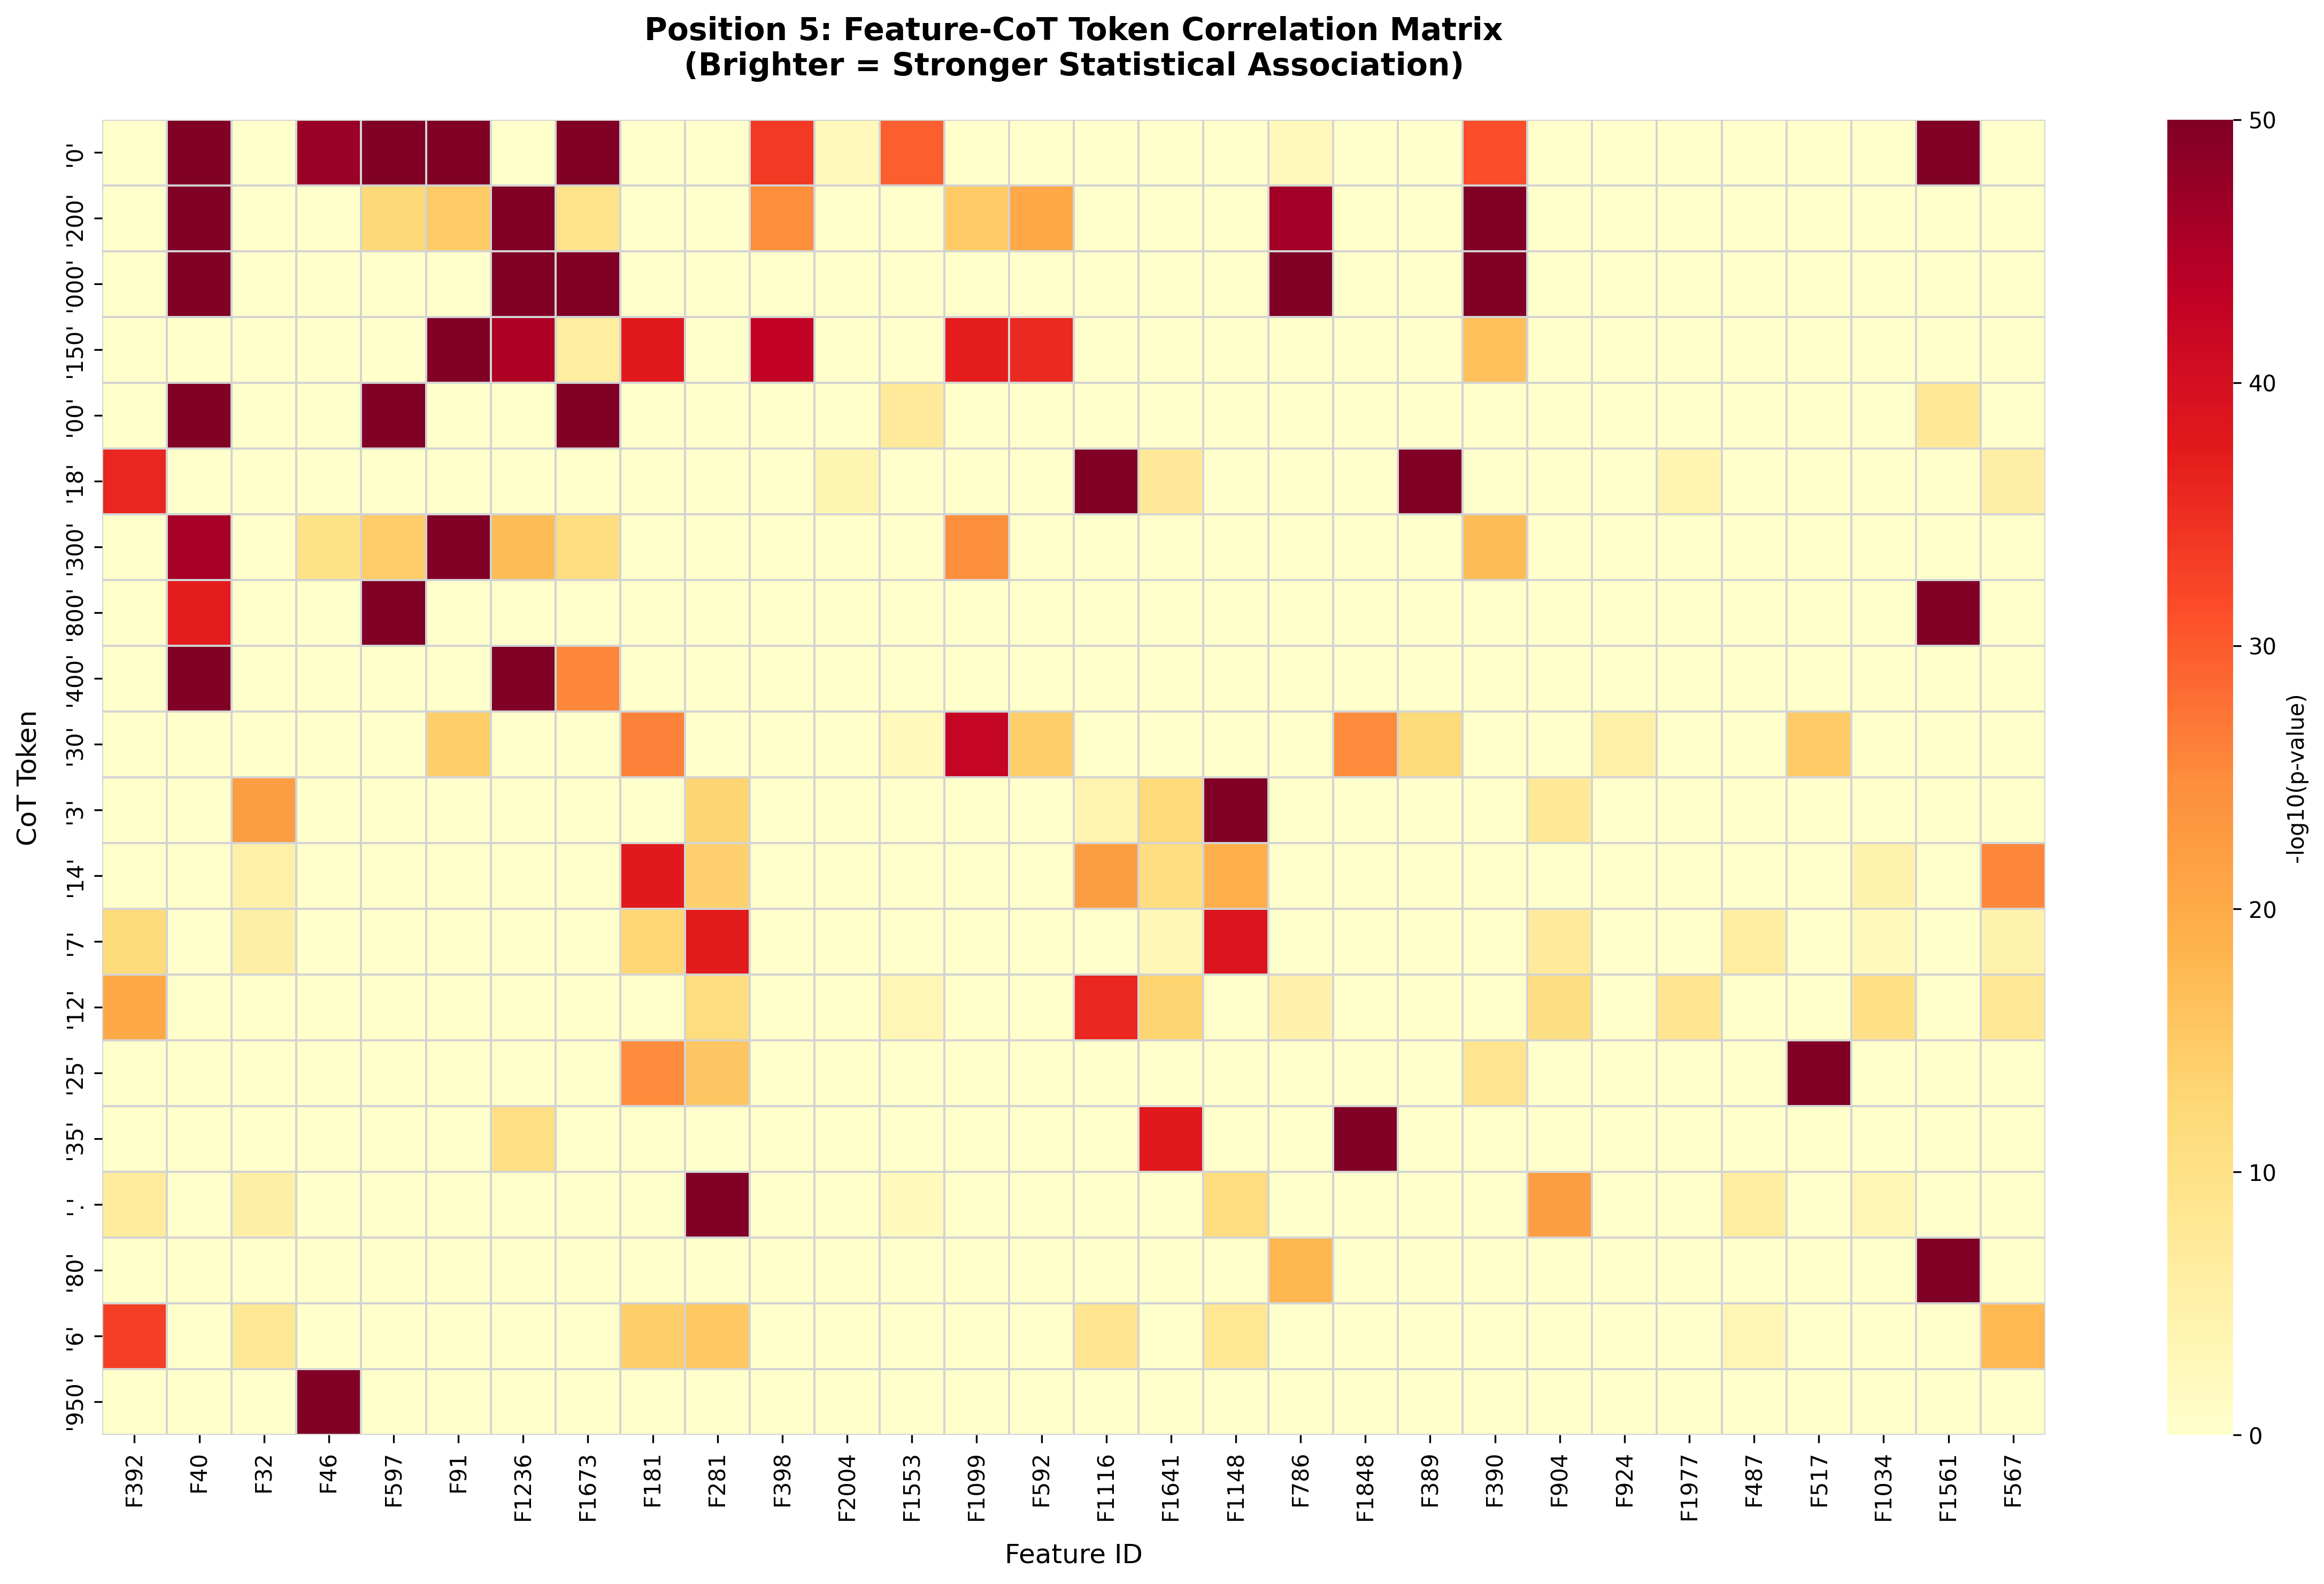 Position 5: Feature-CoT Token Correlation Matrix
(Brighter = Stronger Statistical Association)
CoT Token
'0'
'200'
'000'
'150'
'00'
'18'
'300'
'800'
'400'
'30'
'3'
'14'
'7'
'12'
'25'
'35'
'.'
'80'
'6'
'950'
F392
F40
F32
F46
F597
F91
F1236
F1673
F181
F281
F398
F2004
F1553
F1099
F592
F1116
F1641
F1148
F786
F1848
F389
F390
F904
F924
F1977
F487
F517
F1034
F1561
F567
Feature ID
50
40
30
20
10
0
-log10(p-value)